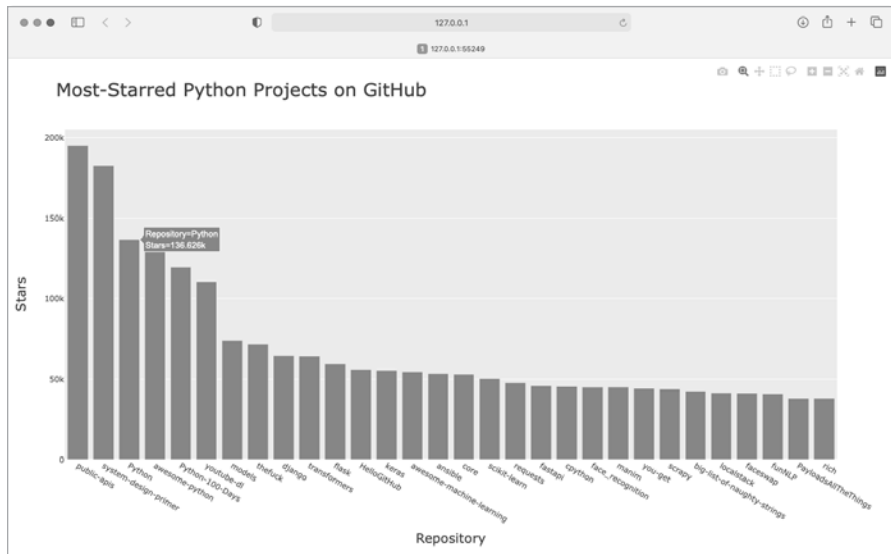 127.0.0.1
1 127.0.0.1:55249
Most-Starred Python Projects on GitHub
200k
150k
100k
50k
0
Stars
Repository=Python
Stars=136.626k
public-apis
system-design-primer
Python
awesome-python
Python-100-Days
youtube-dl
models
thefuck
django
transformers
flask
HelloGitHub
keras
awesome-machine-learning
ansible
core
scikit-learn
requests
fastapi
cpython
face_recognition
manim
you-get
scrapy
big-list-of-naughty-strings
localstack
faceswap
funNLP
PayloadsAllTheThings
rich
Repository